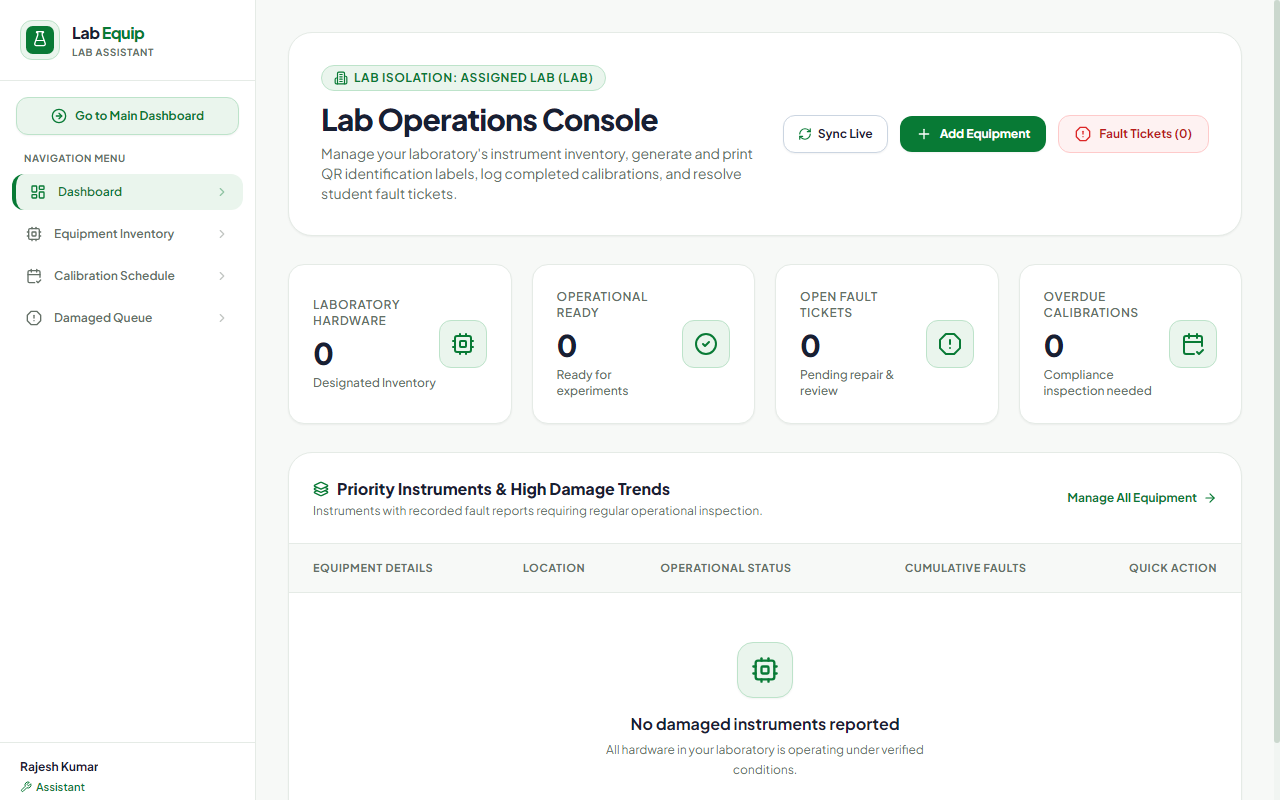 Lab Equip
LAB ASSISTANT
Go to Main Dashboard
NAVIGATION MENU
Dashboard
Equipment Inventory
Calibration Schedule
Damaged Queue
Rajesh Kumar
Assistant
LAB ISOLATION: ASSIGNED LAB (LAB)
Lab Operations Console
Manage your laboratory's instrument inventory, generate and print
QR identification labels, log completed calibrations, and resolve
student fault tickets.
Sync Live
Add Equipment
Fault Tickets (0)
LABORATORY
HARDWARE
0
Designated Inventory
OPERATIONAL
READY
0
Ready for
experiments
OPEN FAULT
TICKETS
0
Pending repair &
review
OVERDUE
CALIBRATIONS
0
Compliance
inspection needed
Priority Instruments & High Damage Trends
Instruments with recorded fault reports requiring regular operational inspection.
Manage All Equipment
EQUIPMENT DETAILS LOCATION OPERATIONAL STATUS CUMULATIVE FAULTS QUICK ACTION
No damaged instruments reported
All hardware in your laboratory is operating under verified
conditions.